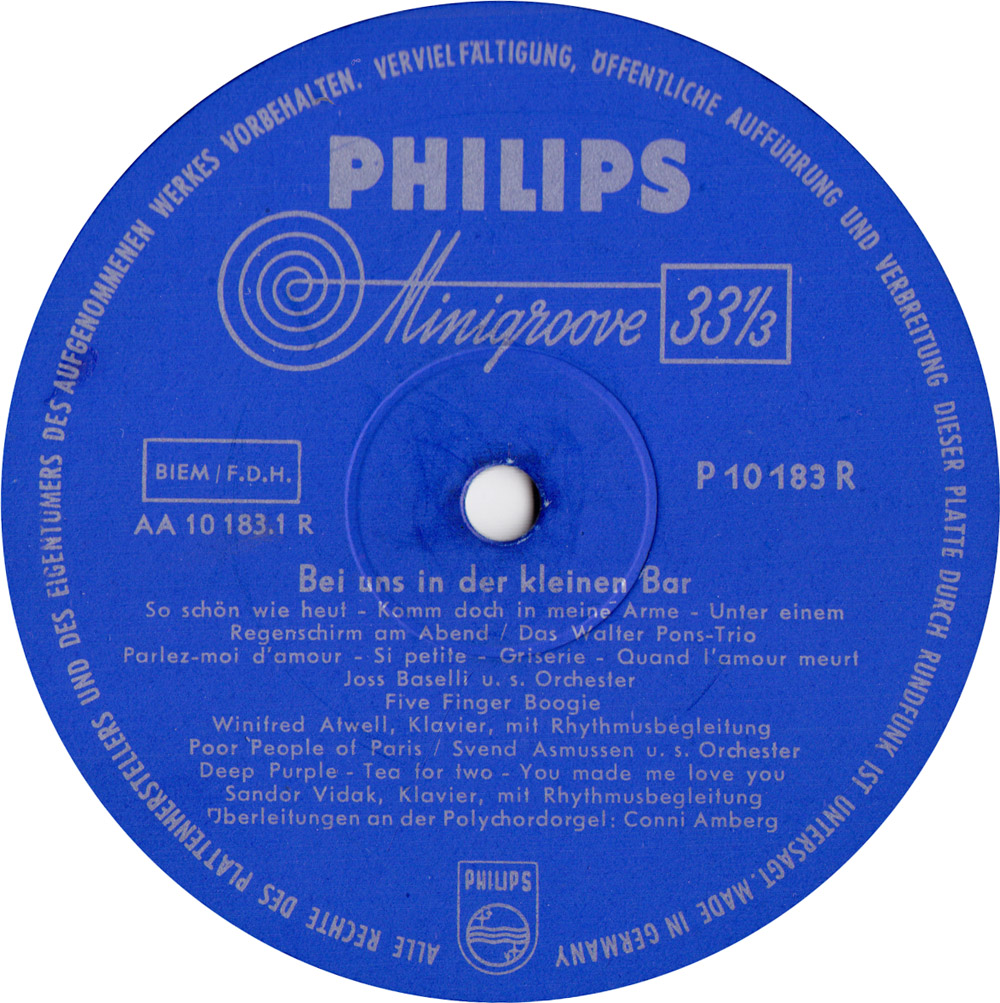 ALLE RECHTE DES PLATTENHERSTELLERS UND DES EIGENTÜMERS DES AUFGENOMMENEN WERKES VORBEHALTEN. VERVIELFÄLTIGUNG, ÖFFENTLICHE AUFFÜHRUNG UND VERBREITUNG DIESER PLATTE DURCH RUNDFUNK IST UNTERSAGT. MADE IN GERMANY
PHILIPS
Minigroove 33⅓
BIEM / F.D.H.
P 10 183 R
AA 10 183.1 R
Bei uns in der kleinen Bar
So schön wie heut - Komm doch in meine Arme - Unter einem
Regenschirm am Abend / Das Walter Pons-Trio
Parlez-moi d'amour - Si petite - Griserie - Quand l'amour meurt
Joss Baselli u. s. Orchester
Five Finger Boogie
Winifred Atwell, Klavier, mit Rhythmusbegleitung
Poor People of Paris / Svend Asmussen u. s. Orchester
Deep Purple - Tea for two - You made me love you
Sandor Vidak, Klavier, mit Rhythmusbegleitung
Überleitungen an der Polychordorgel: Conni Amberg
PHILIPS